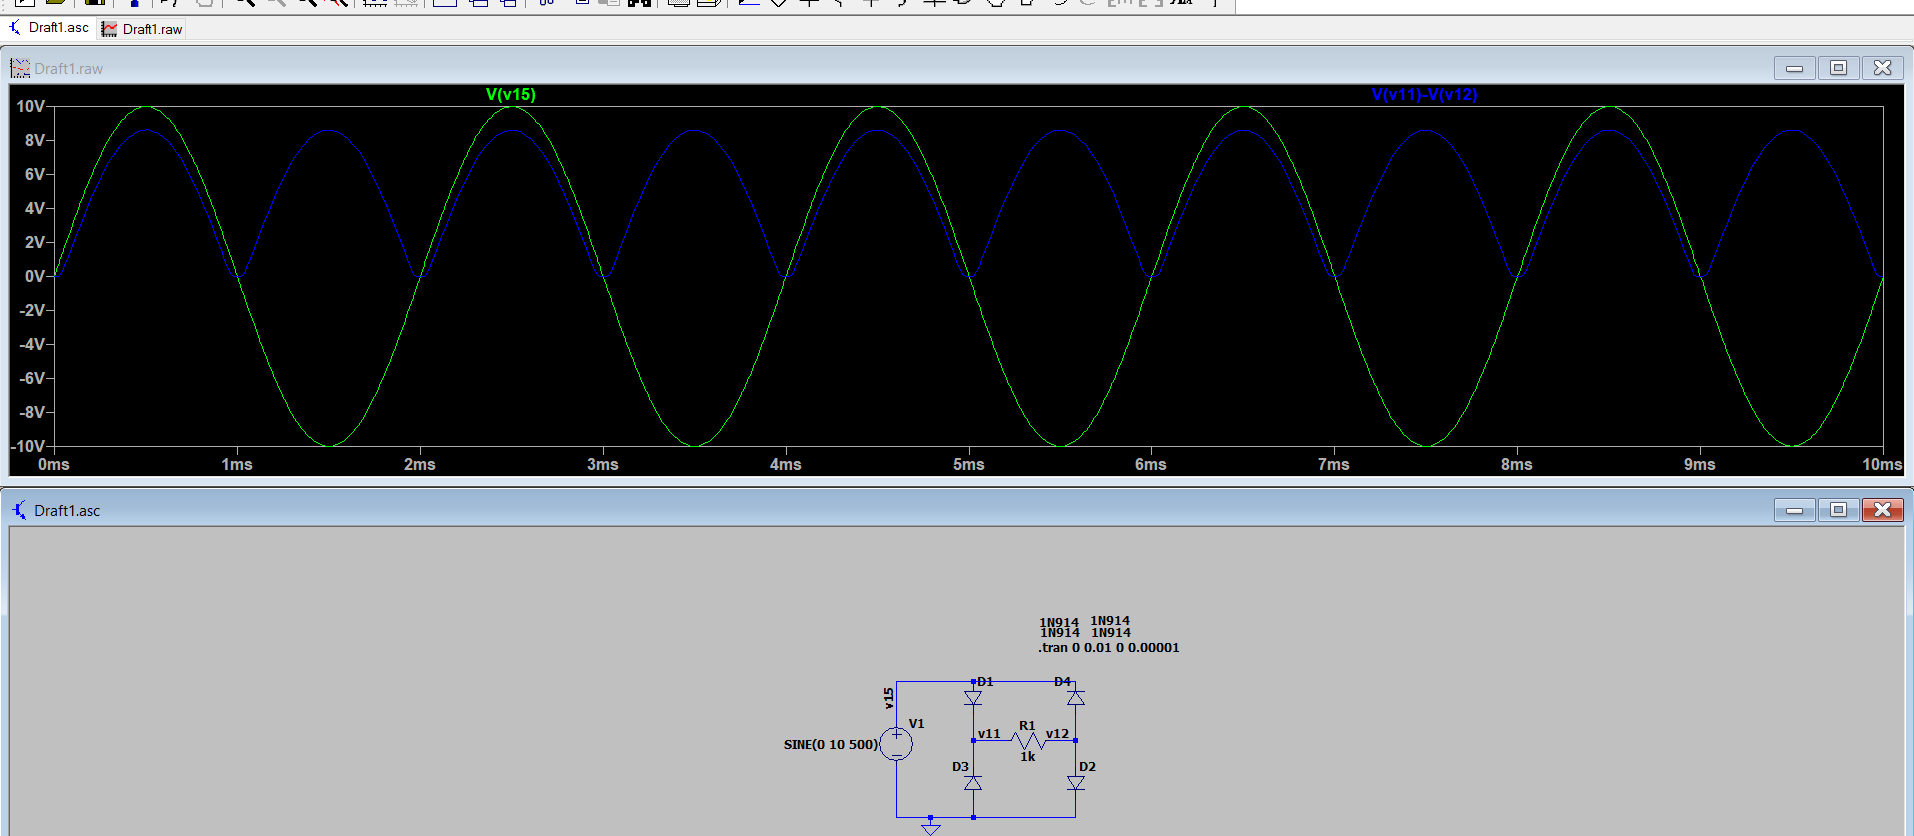 Draft1.asc Draft1.raw
Draft1.raw
V(v15) V(v11)-V(v12)
10V
8V
6V
4V
2V
0V
-2V
-4V
-6V
-8V
-10V
0ms 1ms 2ms 3ms 4ms 5ms 6ms 7ms 8ms 9ms 10ms
Draft1.asc
1N914 1N914
1N914 1N914
.tran 0 0.01 0 0.00001
D1 D4
v15
V1
v11 R1 v12
SINE(0 10 500)
1k
D3 D2